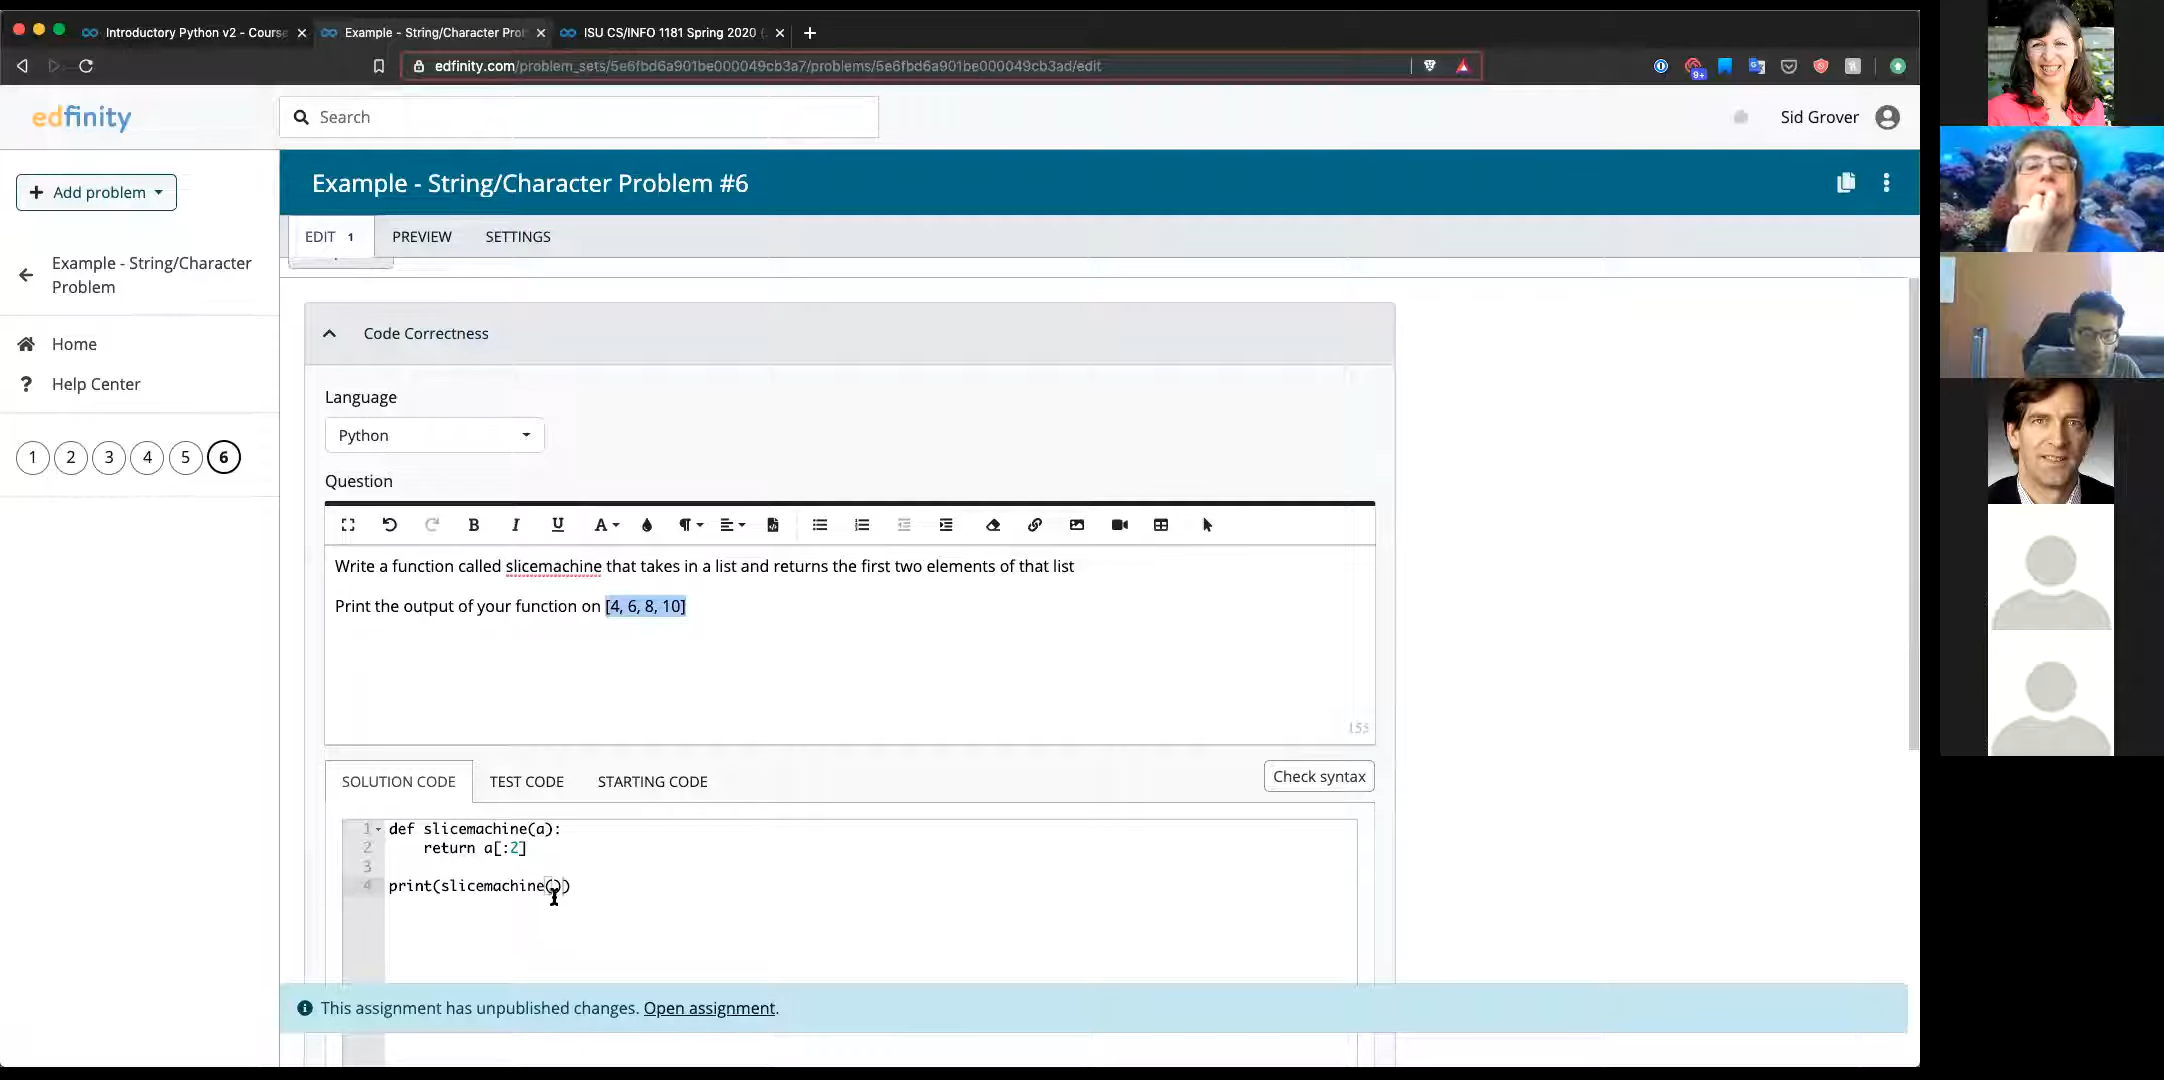 Introductory Python v2 - Course
Example - String/Character Prob
ISU CS/INFO 1181 Spring 2020 (
edfinity.com/problem_sets/5e6fbd6a901be000049cb3a7/problems/5e6fbd6a901be000049cb3ad/edit
9+
edfinity
Search
Sid Grover
+ Add problem
Example - String/Character Problem #6
EDIT 1
PREVIEW
SETTINGS
Example - String/Character
Problem
Home
? Help Center
1 2 3 4 5 6
Code Correctness
Language
Python
Question
B I U A
Write a function called slicemachine that takes in a list and returns the first two elements of that list
Print the output of your function on [4, 6, 8, 10]
155
SOLUTION CODE
TEST CODE
STARTING CODE
Check syntax
1 def slicemachine(a):
2 return a[:2]
3
4 print(slicemachine())
This assignment has unpublished changes. Open assignment.